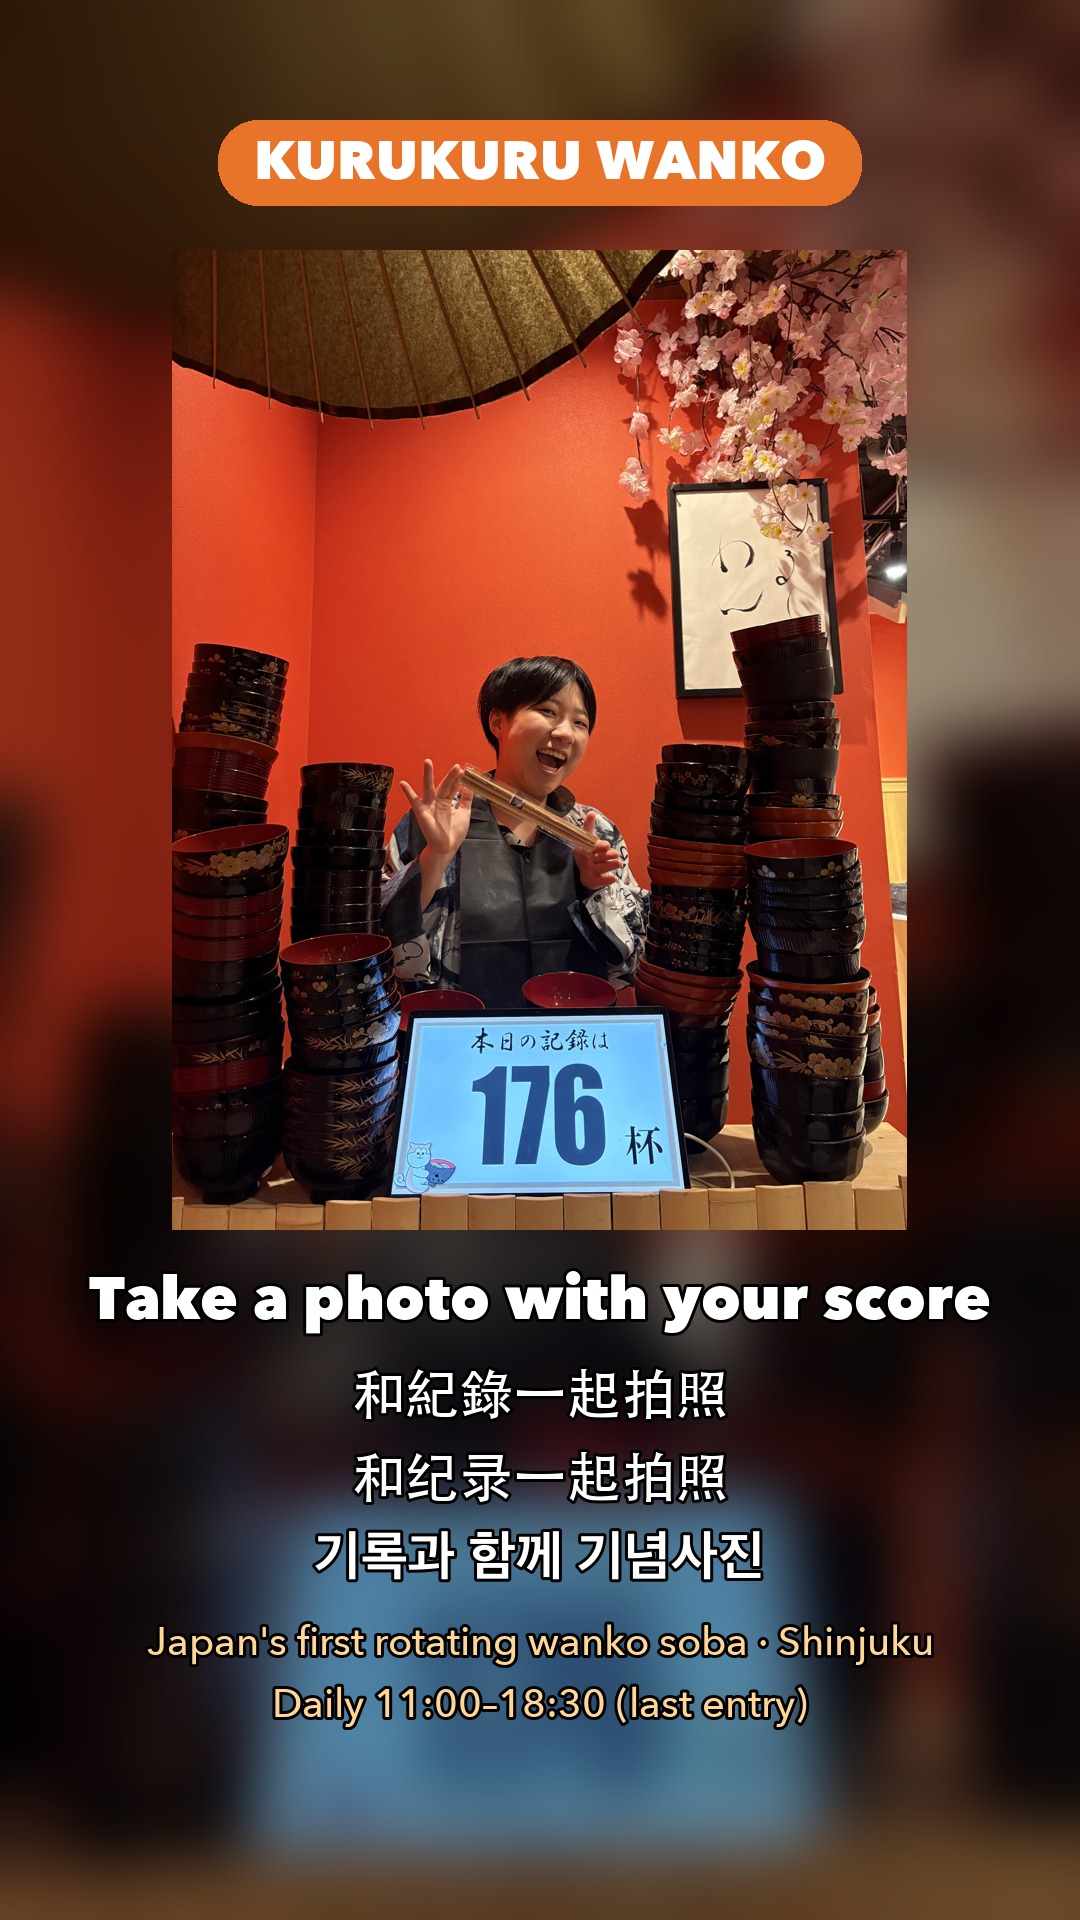 KURUKURU WANKO
本日の記録は
176
杯
Take a photo with your score
和紀錄一起拍照
和纪录一起拍照
기록과 함께 기념사진
Japan's first rotating wanko soba · Shinjuku
Daily 11:00–18:30 (last entry)